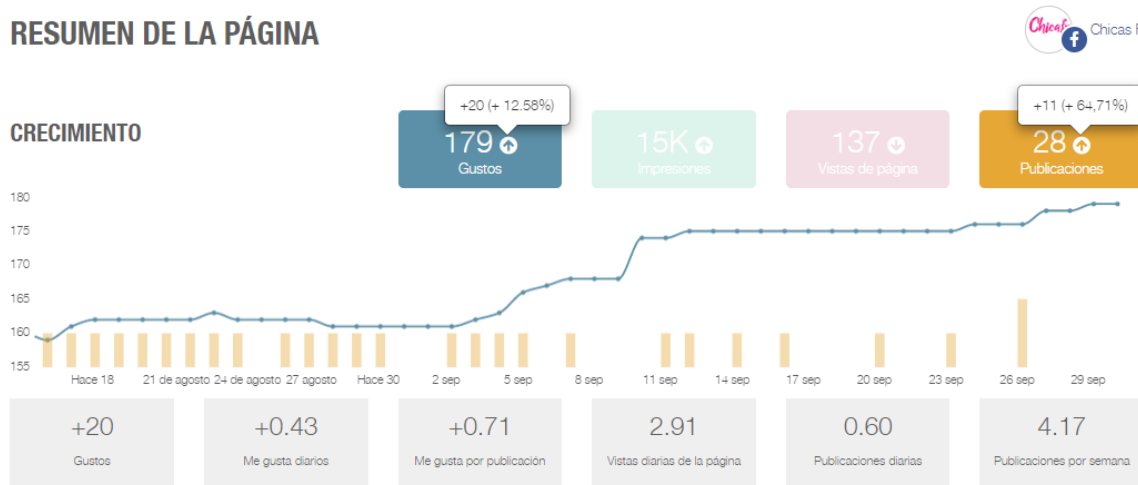 RESUMEN DE LA PÁGINA
Chicas
Chicas F
+20 (+ 12.58%)
+11 (+ 64,71%)
CRECIMIENTO
179
Gustos
15K
Impresiones
137
Vistas de página
28
Publicaciones
180
175
170
165
160
155
Hace 18 21 de agosto 24 de agosto 27 agosto Hace 30 2 sep 5 sep 8 sep 11 sep 14 sep 17 sep 20 sep 23 sep 26 sep 29 sep
+20
Gustos
+0.43
Me gusta diarios
+0.71
Me gusta por publicación
2.91
Vistas diarias de la página
0.60
Publicaciones diarias
4.17
Publicaciones por semana